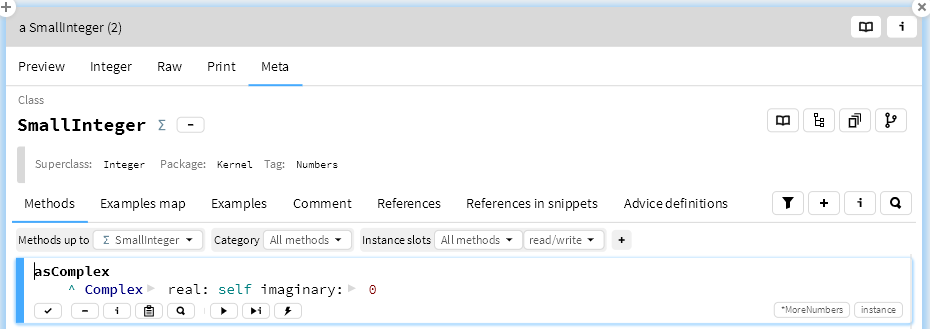 a SmallInteger (2)
Preview Integer Raw Print Meta
Class
SmallInteger Σ
Superclass: Integer Package: Kernel Tag: Numbers
Methods Examples map Examples Comment References References in snippets Advice definitions
Methods up to Σ SmallInteger Category All methods Instance slots All methods read/write
asComplex
^ Complex real: self imaginary: 0
*MoreNumbers instance